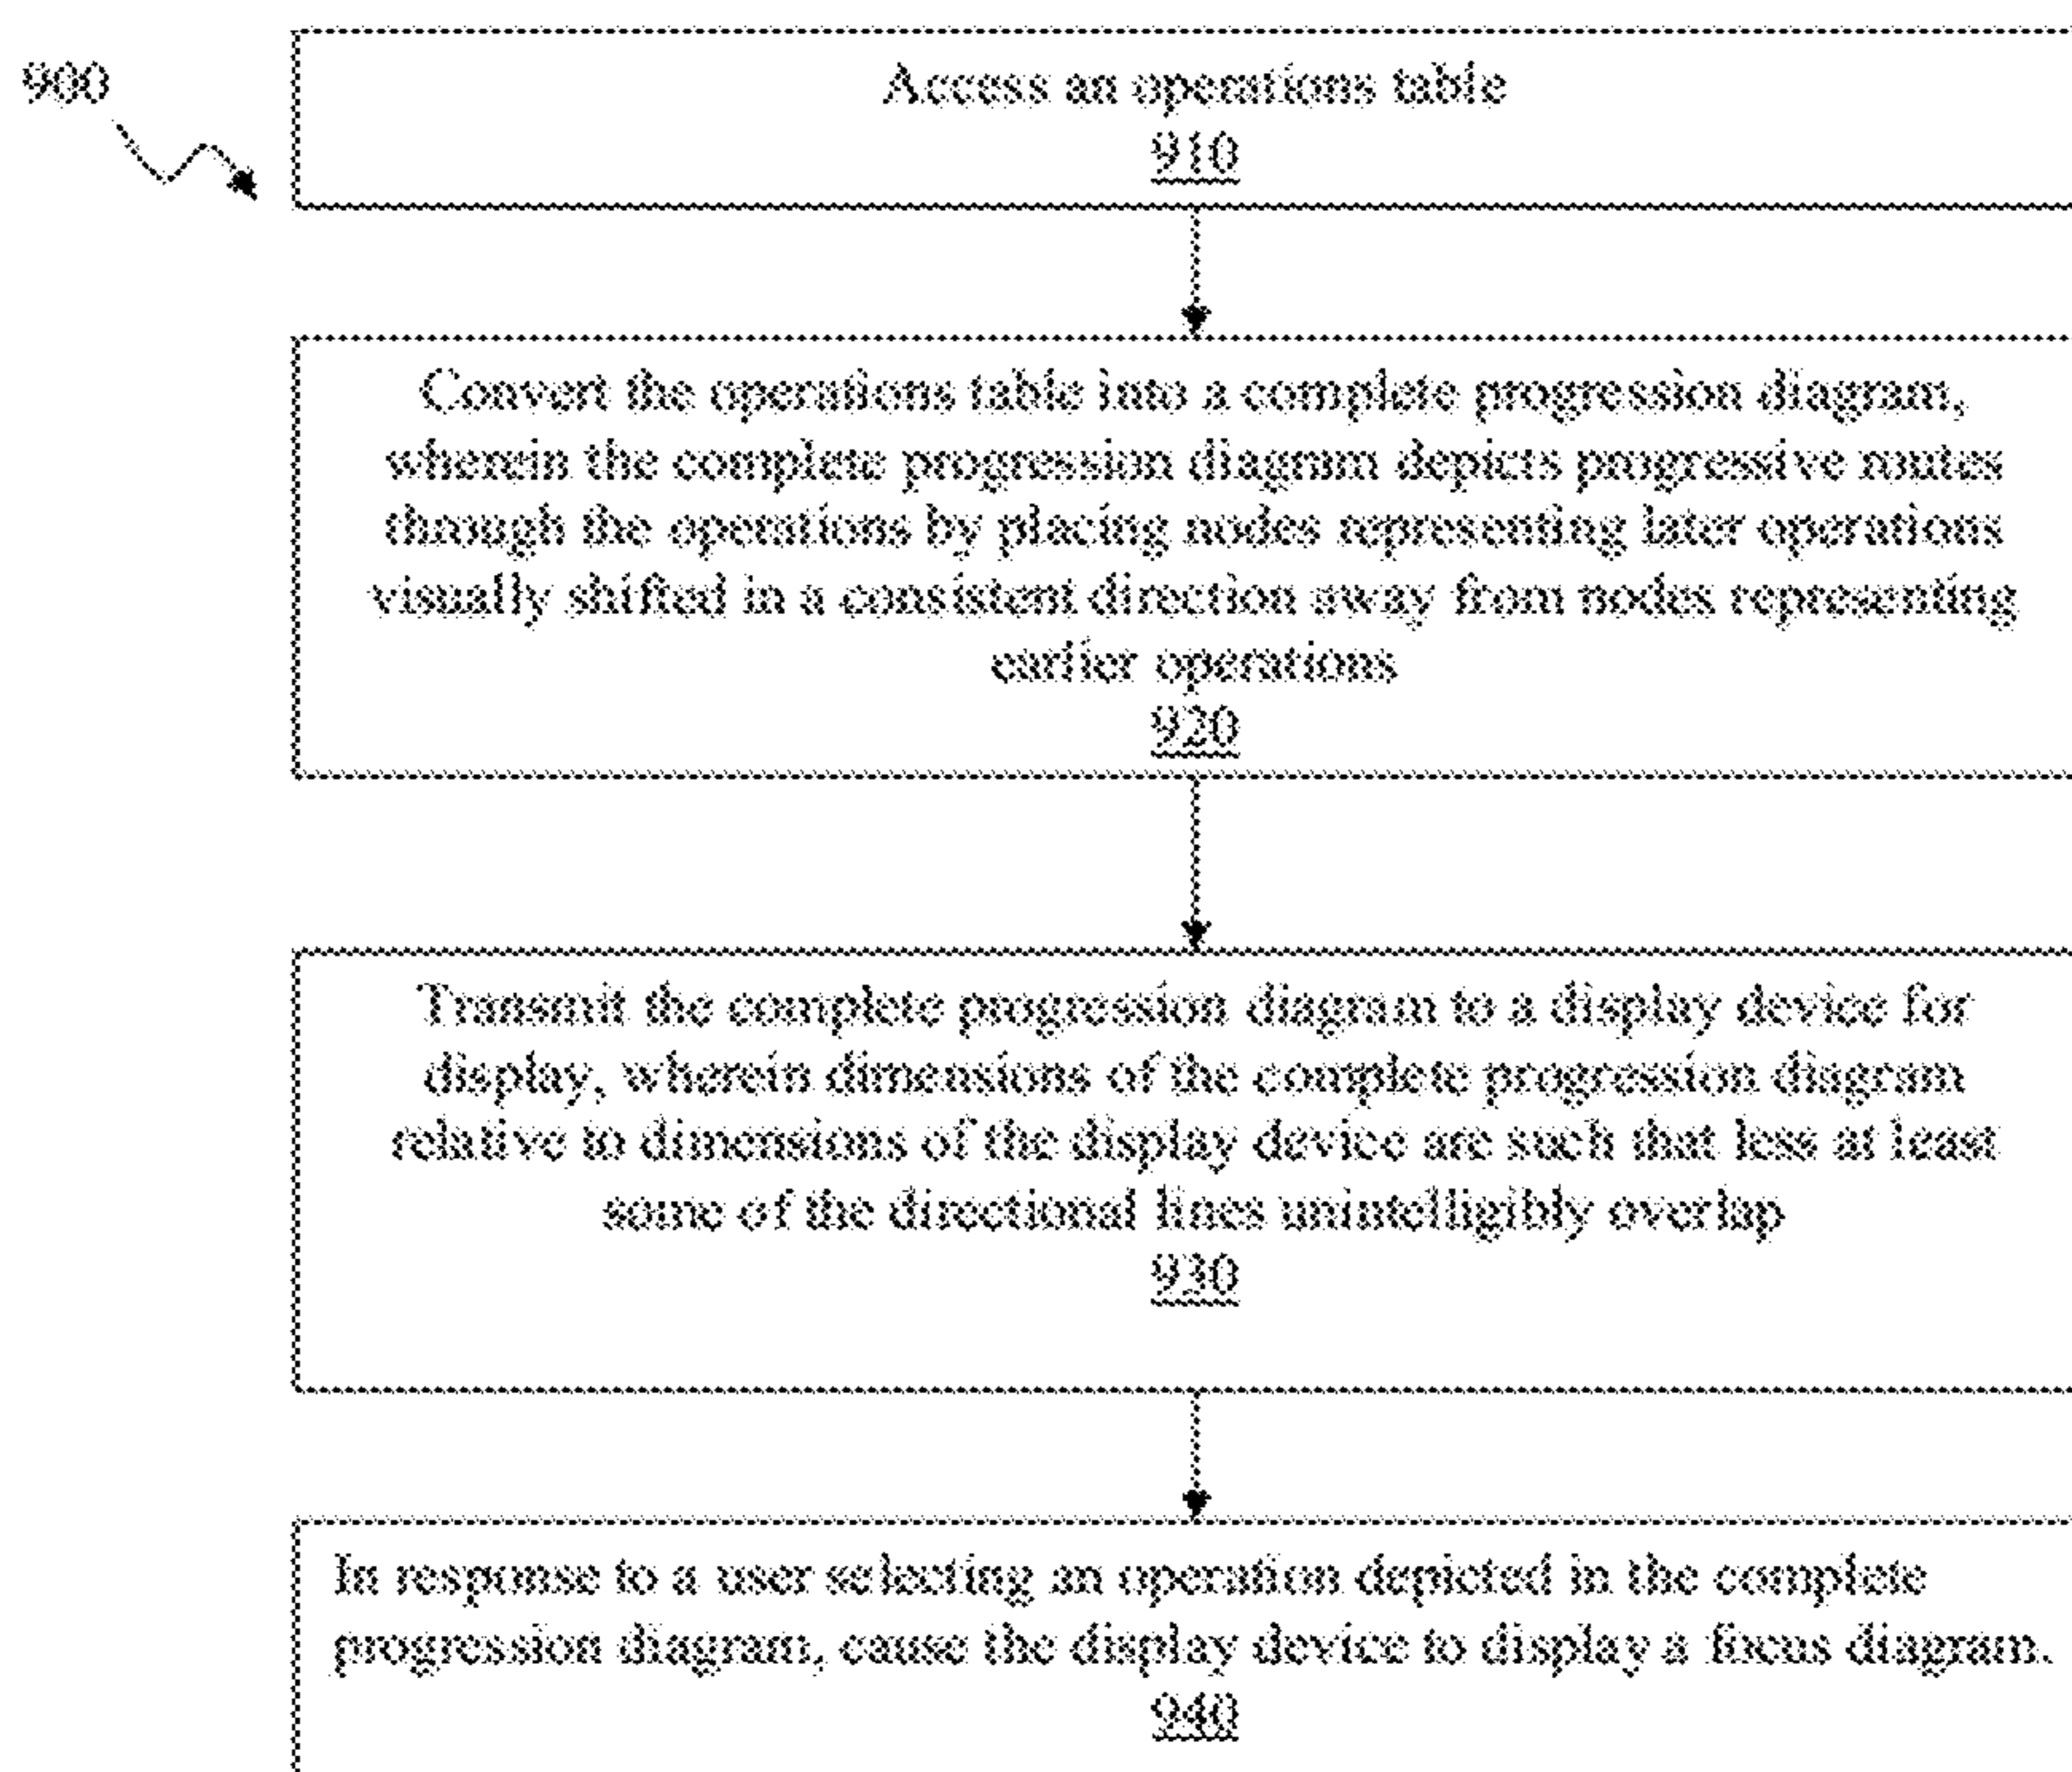 900
Access an operations table
910
Convert the operations table into a complete progression diagram,
wherein the complete progression diagram depicts progressive routes
through the operations by placing nodes representing later operations
visually shifted in a consistent direction away from nodes representing
earlier operations
920
Transmit the complete progression diagram to a display device for
display, wherein dimensions of the complete progression diagram
relative to dimensions of the display device are such that less at least
some of the directional lines unintelligibly overlap
930
In response to a user selecting an operation depicted in the complete
progression diagram, cause the display device to display a focus diagram.
940